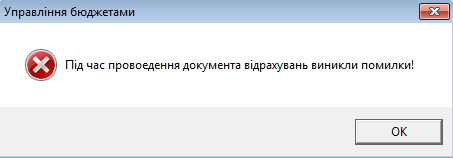 Управління бюджетами
Під час провоедення документа відрахувань виникли помилки!
OK